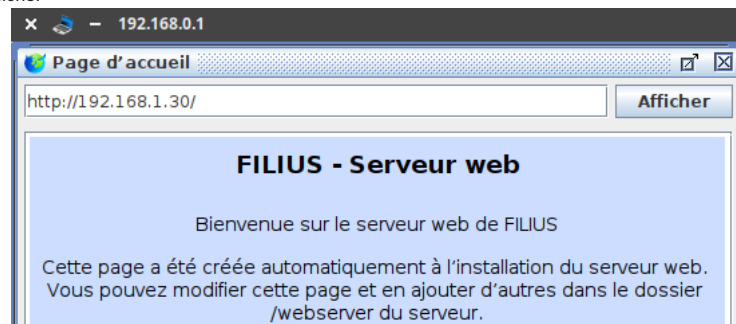 192.168.0.1
Page d'accueil
http://192.168.1.30/
Afficher
FILIUS - Serveur web
Bienvenue sur le serveur web de FILIUS
Cette page a été créée automatiquement à l'installation du serveur web.
Vous pouvez modifier cette page et en ajouter d'autres dans le dossier
/webserver du serveur.